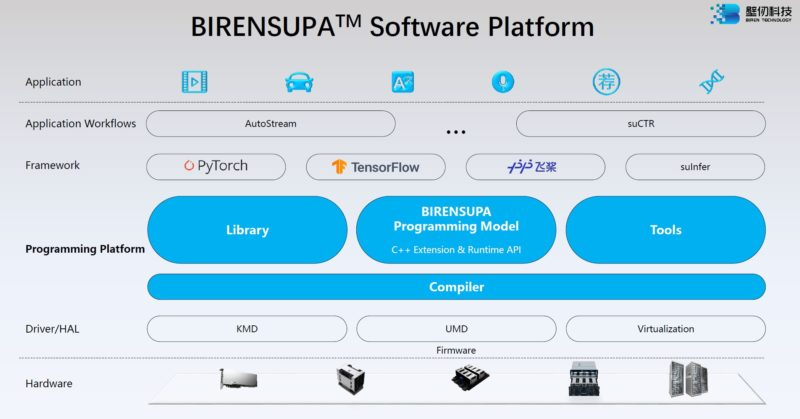 壁仞科技
BIREN TECHNOLOGY
BIRENSUPA™ Software Platform
Application
荐
Application Workflows
AutoStream
...
suCTR
Framework
PyTorch
TensorFlow
飞桨
suInfer
Programming Platform
Library
BIRENSUPA
Programming Model
C++ Extension & Runtime API
Tools
Compiler
Driver/HAL
KMD
UMD
Virtualization
Firmware
Hardware